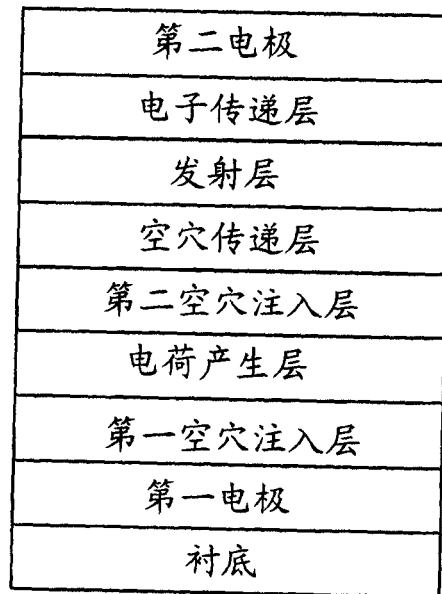 第二电极
电子传递层
发射层
空穴传递层
第二空穴注入层
电荷产生层
第一空穴注入层
第一电极
衬底